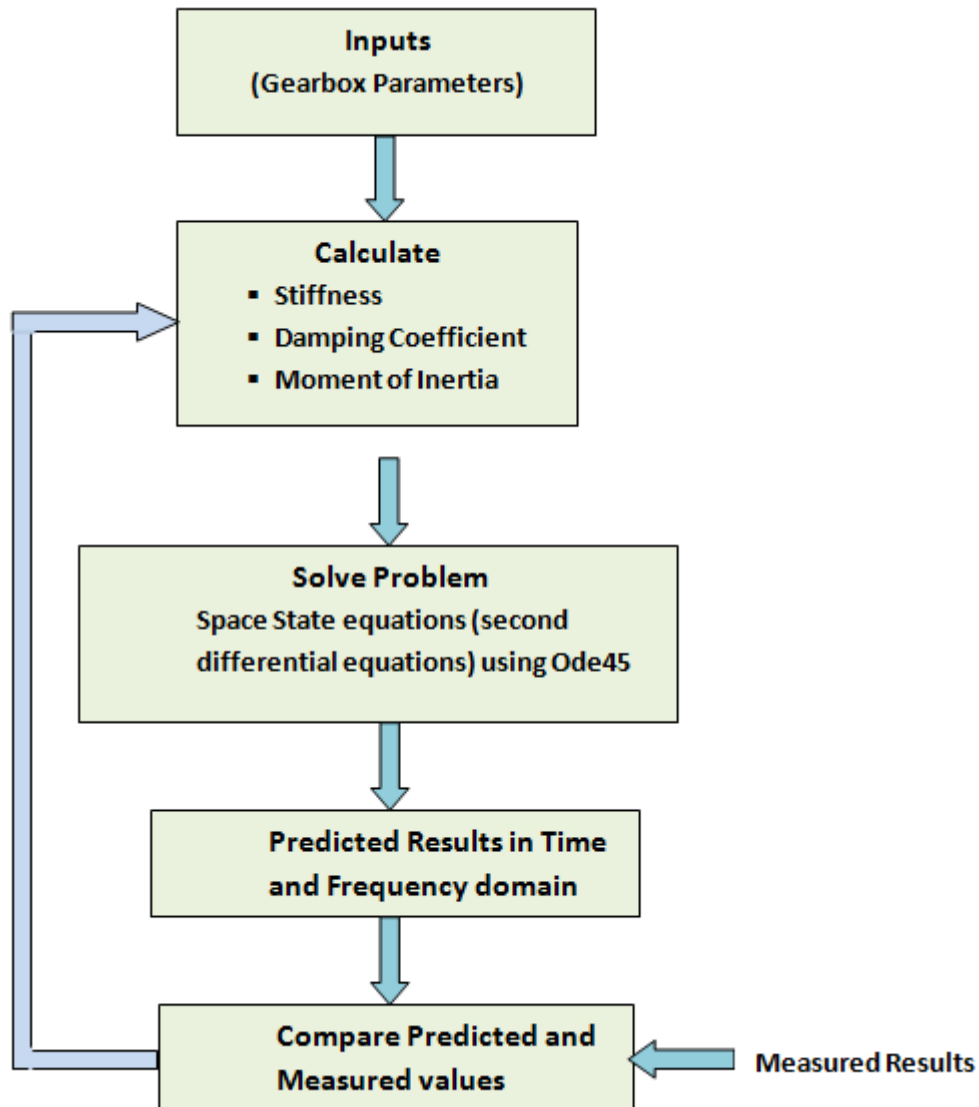 Inputs
(Gearbox Parameters)
Calculate
▪ Stiffness
▪ Damping Coefficient
▪ Moment of Inertia
Solve Problem
Space State equations (second
differential equations) using Ode45
Predicted Results in Time
and Frequency domain
Compare Predicted and
Measured values
Measured Results